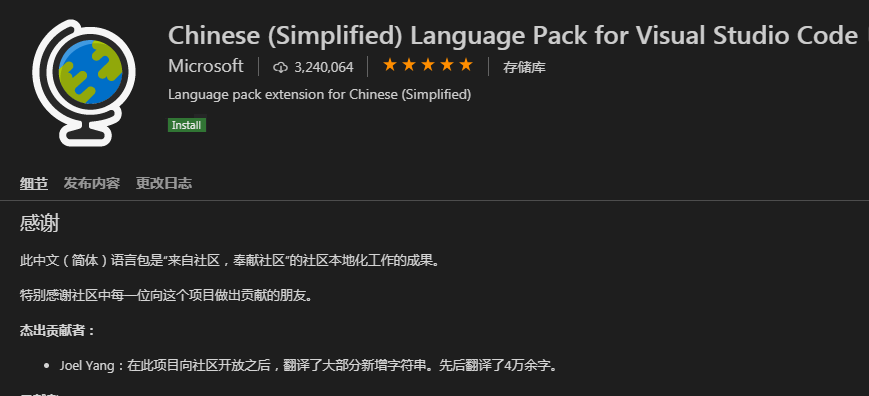 Chinese (Simplified) Language Pack for Visual Studio Code
Microsoft 3,240,064 存储库
Language pack extension for Chinese (Simplified)
Install
细节 发布内容 更改日志
感谢
此中文（简体）语言包是“来自社区，奉献社区”的社区本地化工作的成果。
特别感谢社区中每一位向这个项目做出贡献的朋友。
杰出贡献者：
• Joel Yang：在此项目向社区开放之后，翻译了大部分新增字符串。先后翻译了4万余字。